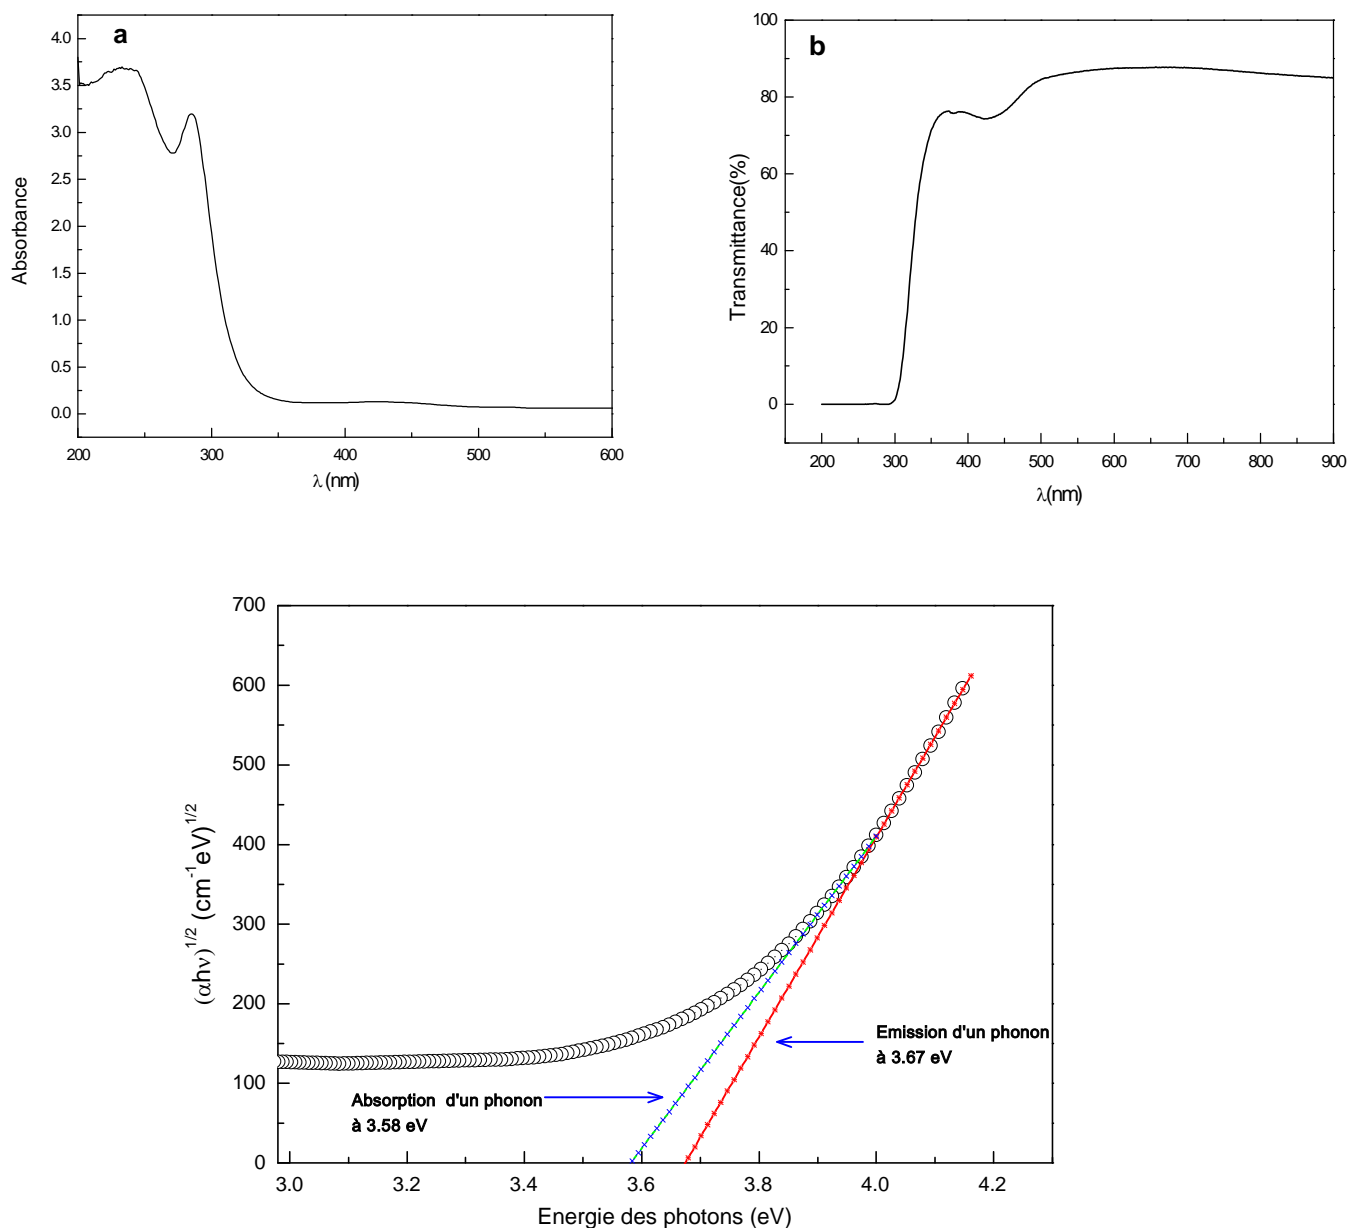 a
4.0
3.5
3.0
2.5
2.0
1.5
1.0
0.5
0.0
Absorbance
200 300 400 500 600
λ (nm)
b
100
80
60
40
20
0
Transmittance(%)
200 300 400 500 600 700 800 900
λ(nm)
700
600
500
400
300
200
100
0
(αhν)^1/2 (cm^-1 eV)^1/2
Emission d'un phonon
à 3.67 eV
Absorption d'un phonon
à 3.58 eV
3.0 3.2 3.4 3.6 3.8 4.0 4.2
Energie des photons (eV)